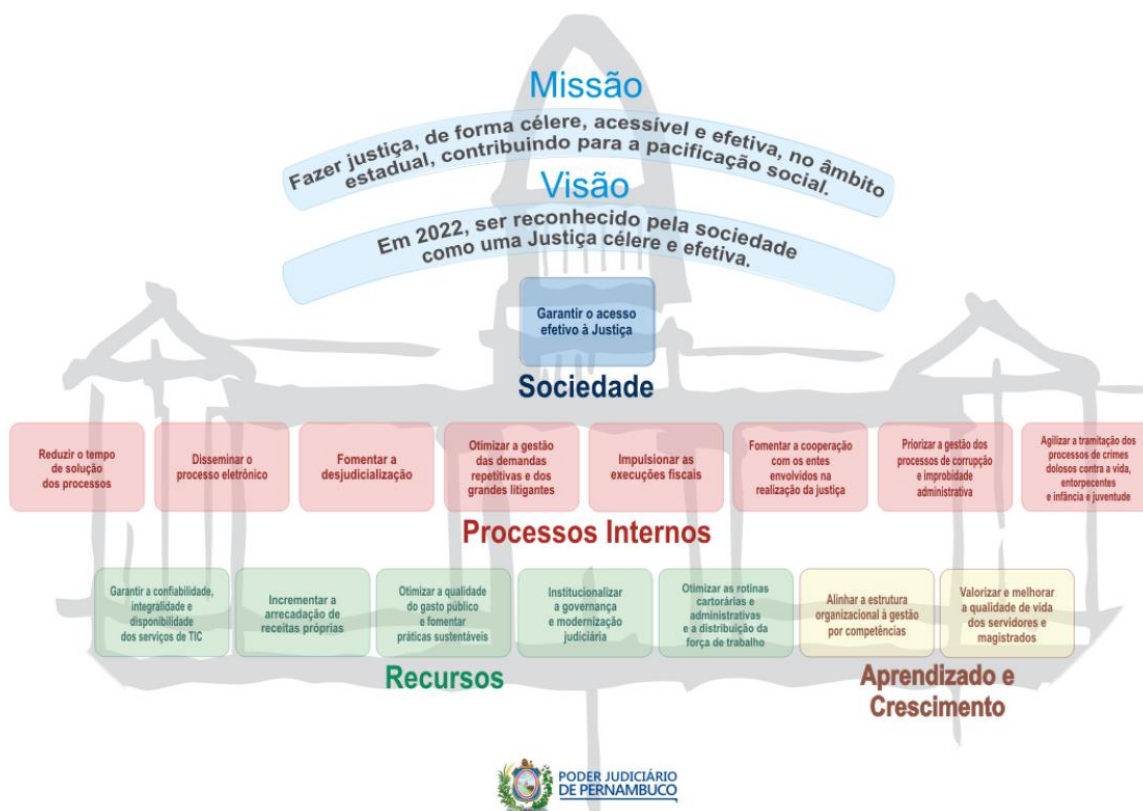 Missão
Fazer justiça, de forma célere, acessível e efetiva, no âmbito
estadual, contribuindo para a pacificação social.
Visão
Em 2022, ser reconhecido pela sociedade
como uma Justiça célere e efetiva.
Garantir o acesso
efetivo à Justiça
Sociedade
Reduzir o tempo
de solução
dos processos
Disseminar o
processo eletrônico
Fomentar a
desjudicialização
Otimizar a gestão
das demandas
repetitivas e dos
grandes litigantes
Impulsionar as
execuções fiscais
Fomentar a cooperação
com os entes
envolvidos na
realização da justiça
Priorizar a gestão dos
processos de corrupção
e improbidade
administrativa
Agilizar a tramitação dos
processos de crimes
dolosos contra a vida,
entorpecentes
e infância e juventude
Processos Internos
Garantir a confiabilidade,
integralidade e
disponibilidade
dos serviços de TIC
Incrementar a
arrecadação de
receitas próprias
Otimizar a qualidade
do gasto público
e fomentar
práticas sustentáveis
Institucionalizar
a governança
e modernização
judiciária
Otimizar as rotinas
cartorárias e
administrativas
e a distribuição da
força de trabalho
Alinhar a estrutura
organizacional à gestão
por competências
Valorizar e melhorar
a qualidade de vida
dos servidores e
magistrados
Recursos
Aprendizado e
Crescimento
PODER JUDICIÁRIO
DE PERNAMBUCO